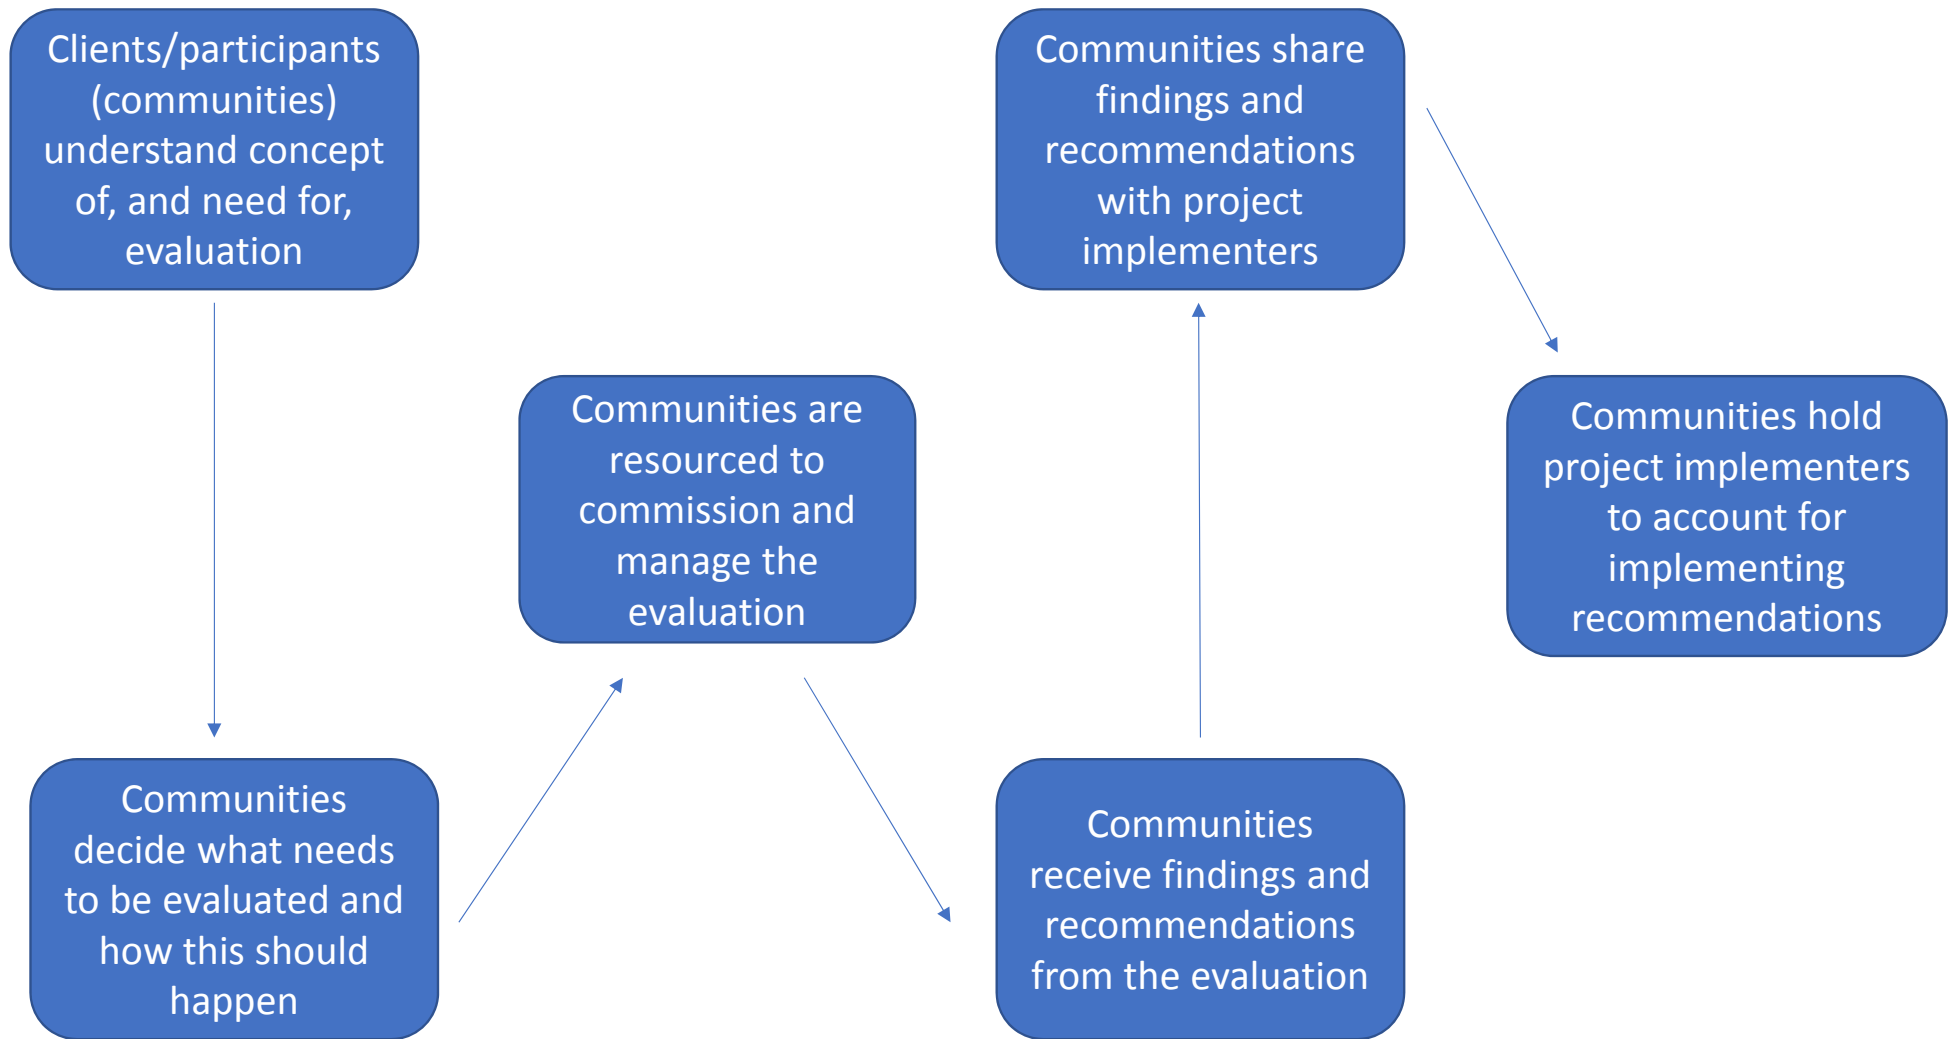 Clients/participants
(communities)
understand concept
of, and need for,
evaluation
Communities
decide what needs
to be evaluated and
how this should
happen
Communities are
resourced to
commission and
manage the
evaluation
Communities
receive findings and
recommendations
from the evaluation
Communities share
findings and
recommendations
with project
implementers
Communities hold
project implementers
to account for
implementing
recommendations